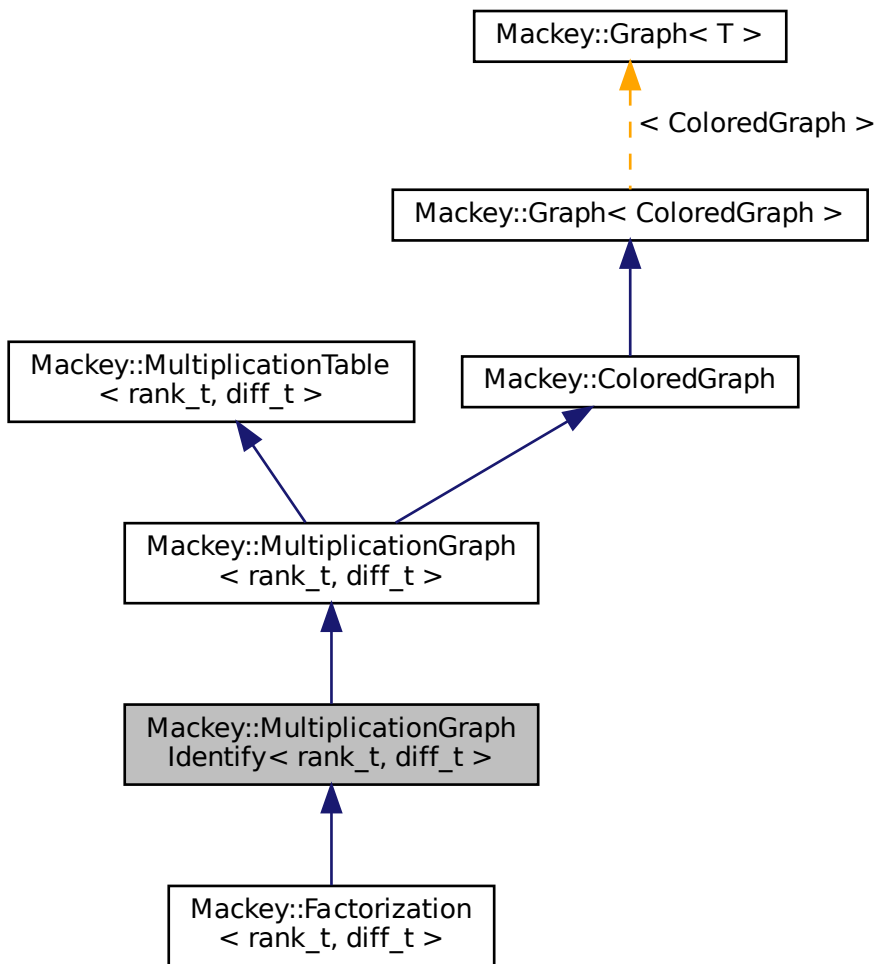 Mackey::Graph< T >
< ColoredGraph >
Mackey::Graph< ColoredGraph >
Mackey::MultiplicationTable
< rank_t, diff_t >
Mackey::ColoredGraph
Mackey::MultiplicationGraph
< rank_t, diff_t >
Mackey::MultiplicationGraph
Identify< rank_t, diff_t >
Mackey::Factorization
< rank_t, diff_t >